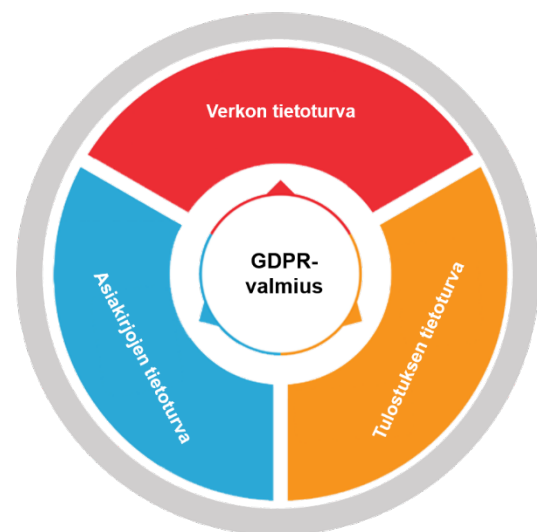 Verkon tietoturva
GDPR-
valmius
Asiakirjojen tietoturva
Tulostuksen tietoturva